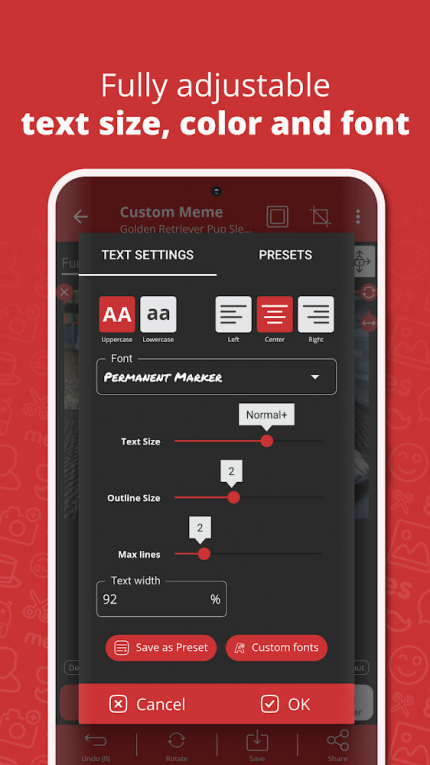 Fully adjustable
text size, color and font
Custom Meme
Golden Retriever Pup Sle...
TEXT SETTINGS
PRESETS
AA
aa
Uppercase
Lowercase
Left
Center
Right
Font
PERMANENT MARKER
Normal+
Text Size
2
Outline Size
2
Max lines
Text width
92
%
Save as Preset
Custom fonts
Cancel
OK
Undo (0)
Rotate
Save
Share